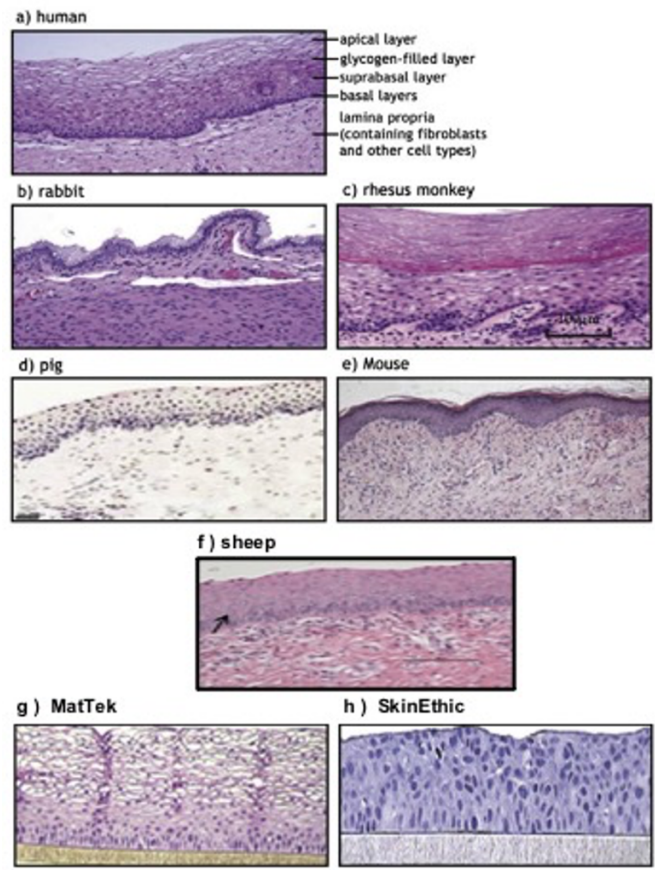 a) human
apical layer
glycogen-filled layer
suprabasal layer
basal layers
lamina propria
(containing fibroblasts
and other cell types)
b) rabbit
c) rhesus monkey
100μm
d) pig
e) Mouse
f ) sheep
g ) MatTek
h ) SkinEthic